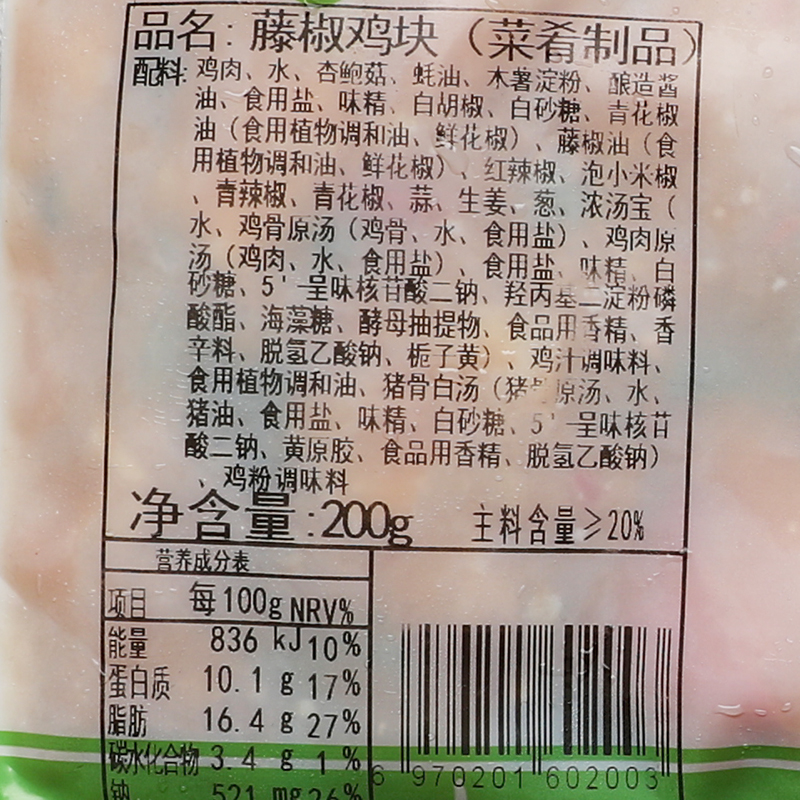 品名: 藤椒鸡块（菜肴制品）
配料: 鸡肉、水、杏鲍菇、蚝油、木薯淀粉、酿造酱
油、食用盐、味精、白胡椒、白砂糖、青花椒
油（食用植物调和油、鲜花椒）、藤椒油（食
用植物调和油、鲜花椒）、红辣椒、泡小米椒
、青辣椒、青花椒、蒜、生姜、葱、浓汤宝（
水、鸡骨原汤（鸡骨、水、食用盐）、鸡肉原
汤（鸡肉、水、食用盐）、食用盐、味精、白
砂糖、5'-呈味核苷酸二钠、羟丙基二淀粉磷
酸酯、海藻糖、酵母抽提物、食品用香精、香
辛料、脱氢乙酸钠、栀子黄）、鸡汁调味料、
食用植物调和油、猪骨白汤（猪骨原汤、水、
猪油、食用盐、味精、白砂糖、5'-呈味核苷
酸二钠、黄原胶、食品用香精、脱氢乙酸钠）
、鸡粉调味料
净含量:200g 主料含量≥20%
营养成分表
项目 每100g NRV%
能量 836 kJ 10%
蛋白质 10.1 g 17%
脂肪 16.4 g 27%
碳水化合物 3.4 g 1 %
钠 521 mg 26%
6 970201 602003